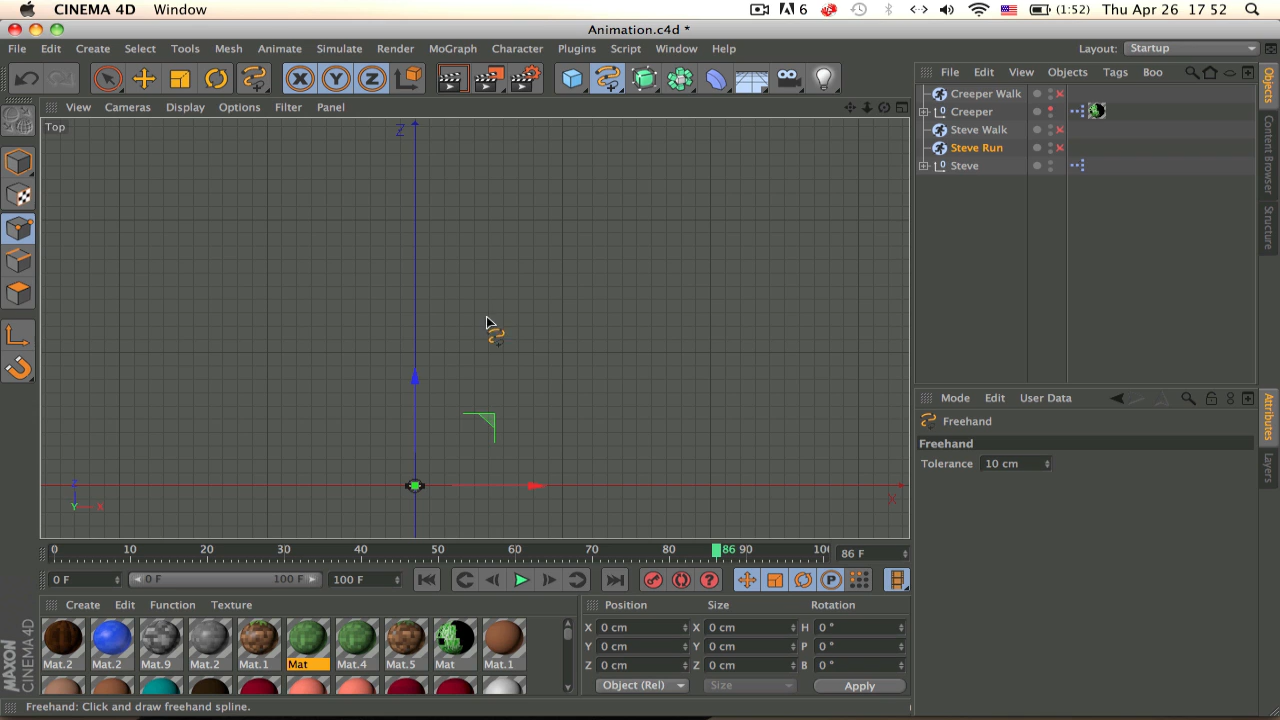 CINEMA 4D Window 6 (1:52) Thu Apr 26 17 52
Animation.c4d *
File Edit Create Select Tools Mesh Animate Simulate Render MoGraph Character Plugins Script Window Help Layout: Startup
X Y Z
File Edit View Objects Tags Boo
View Cameras Display Options Filter Panel
Top
Z
Creeper Walk
Creeper
Steve Walk
Steve Run
Steve
Objects
Content Browser
Structure
Mode Edit User Data
Freehand
Freehand
Tolerance 10 cm
Attributes
Layers
Z
Y X
X
0 10 20 30 40 50 60 70 80 86 90 10 86 F
0 F 0 F 100 F 100 F
P
Create Edit Function Texture
Mat.2 Mat.2 Mat.9 Mat.2 Mat.1 Mat Mat.4 Mat.5 Mat Mat.1
Position Size Rotation
X 0 cm X 0 cm H 0 °
Y 0 cm Y 0 cm P 0 °
Z 0 cm Z 0 cm B 0 °
Object (Rel) Size Apply
MAXON CINEMA 4D
Freehand: Click and draw freehand spline.